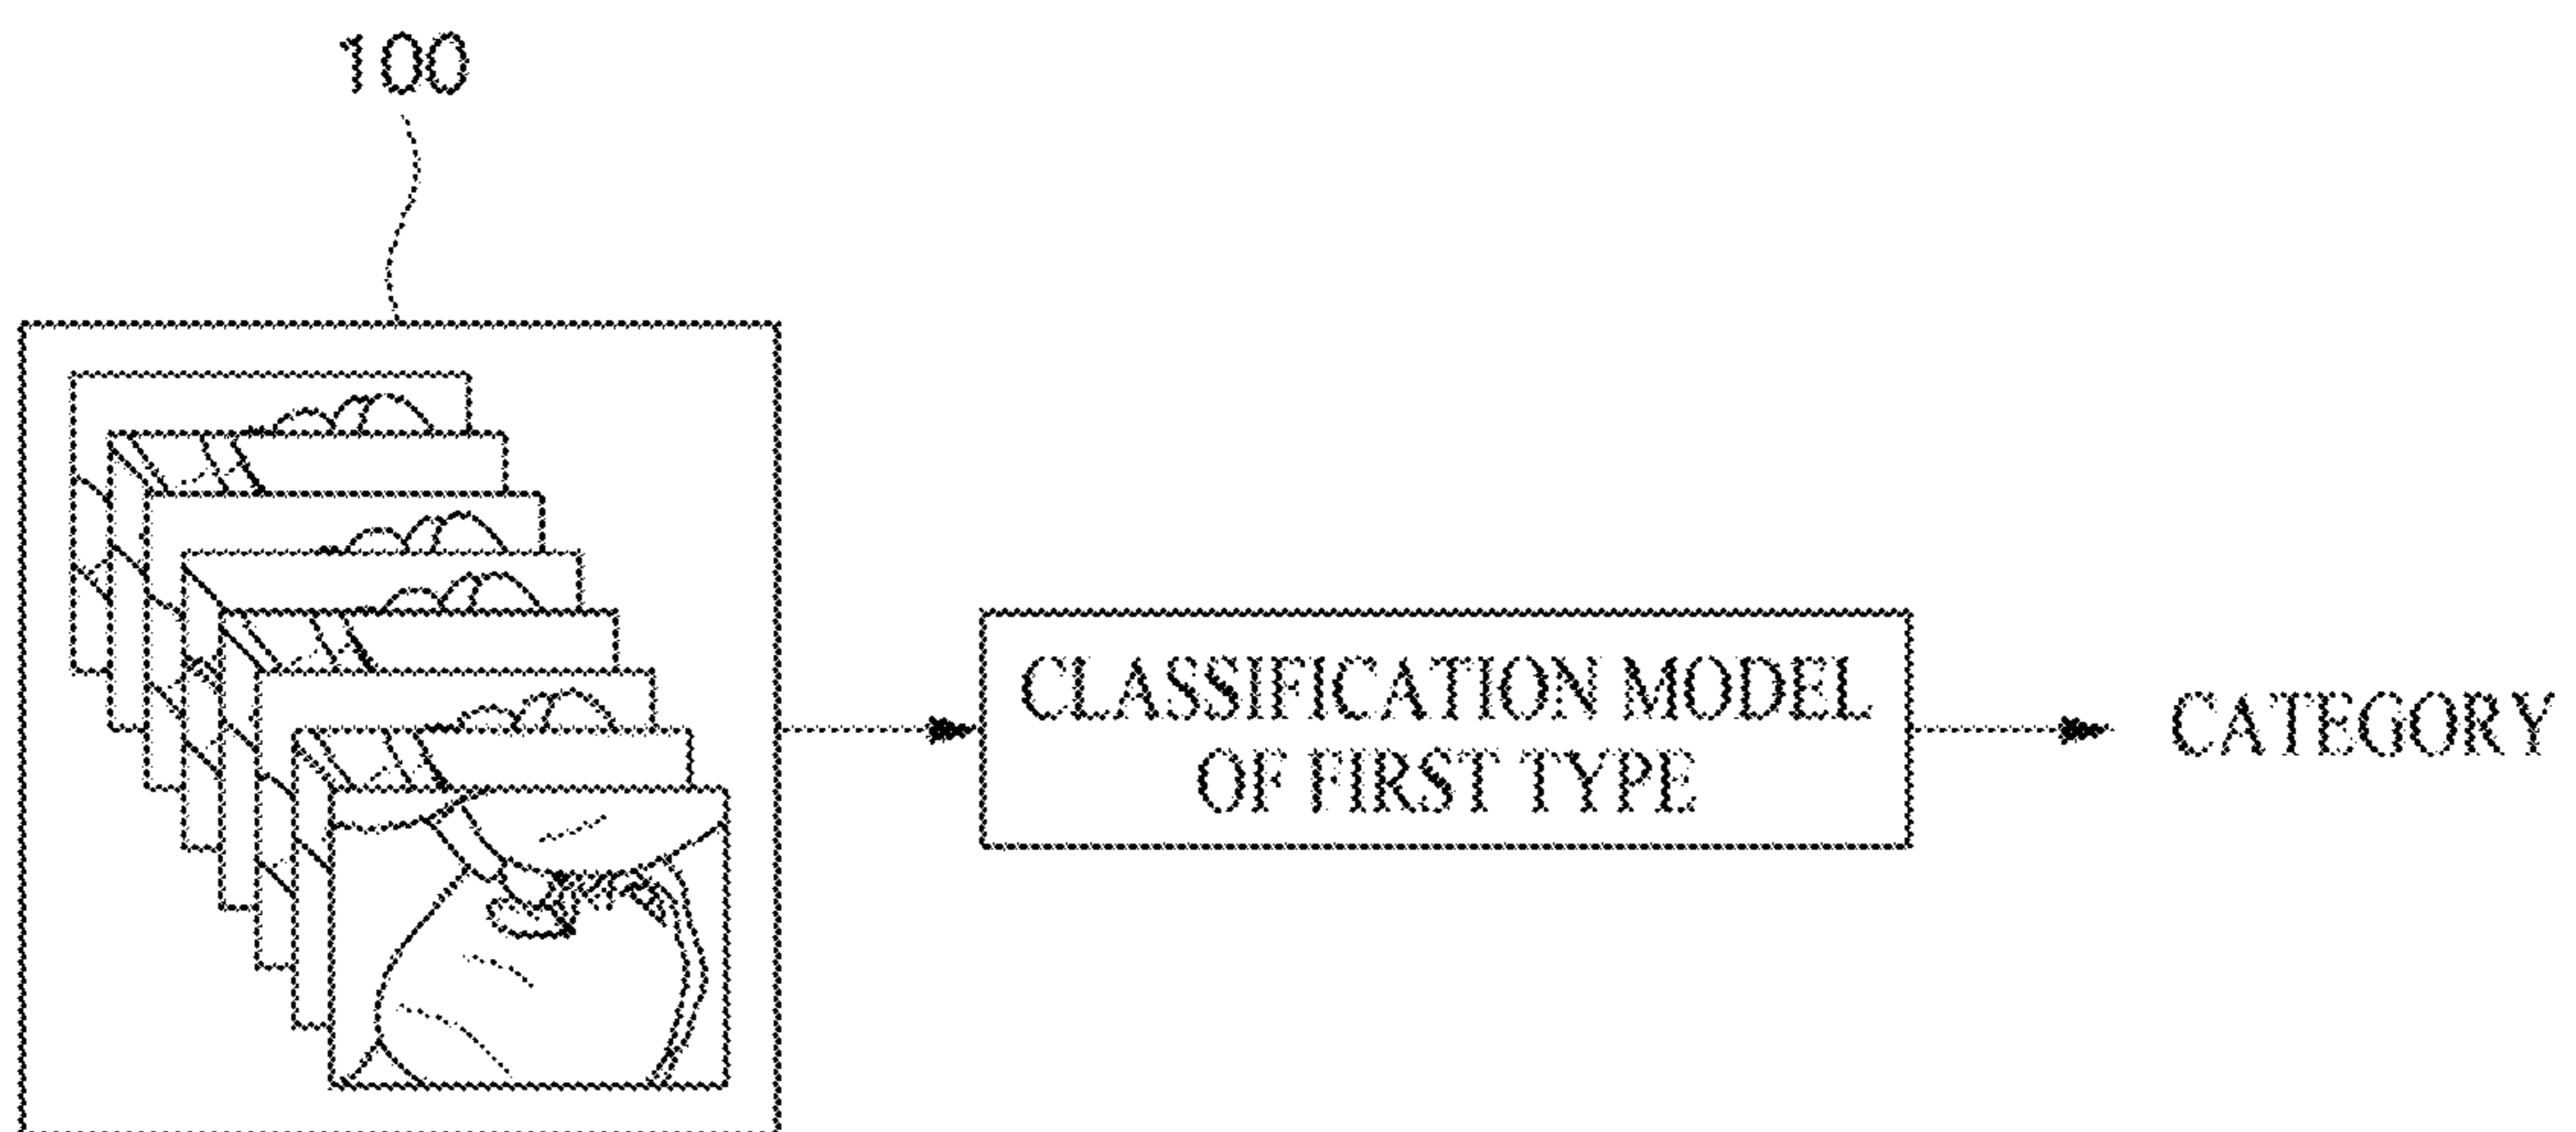 100
CLASSIFICATION MODEL
OF FIRST TYPE
CATEGORY